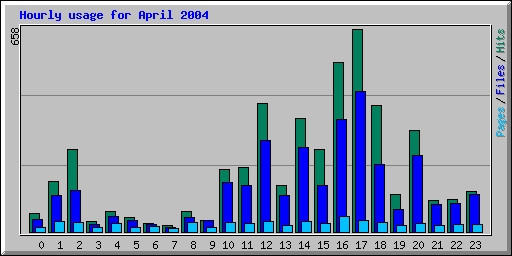 Hourly usage for April 2004
658
Pages / Files / Hits
0 1 2 3 4 5 6 7 8 9 10 11 12 13 14 15 16 17 18 19 20 21 22 23